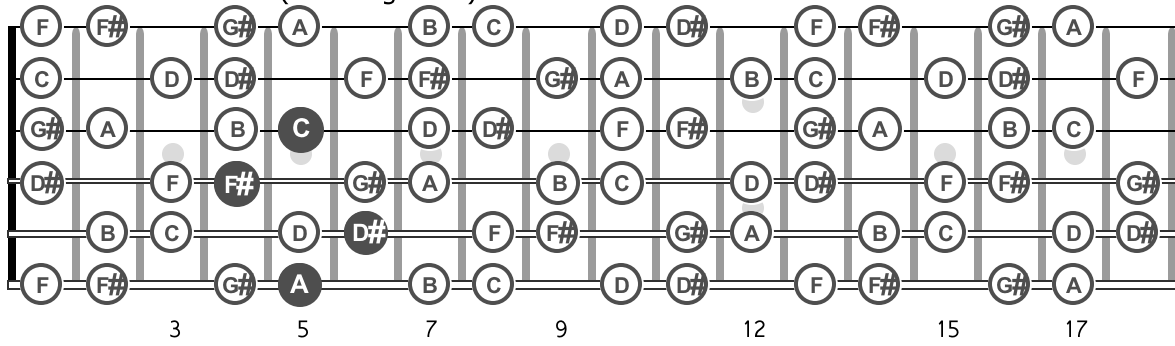 F F# G# A B C D D# F F# G# A
C D D# F F# G# A B C D D# F
G# A B C D D# F F# G# A B C
D# F F# G# A B C D D# F F# G#
B C D D# F F# G# A B C D D#
F F# G# A B C D D# F F# G# A
3 5 7 9 12 15 17